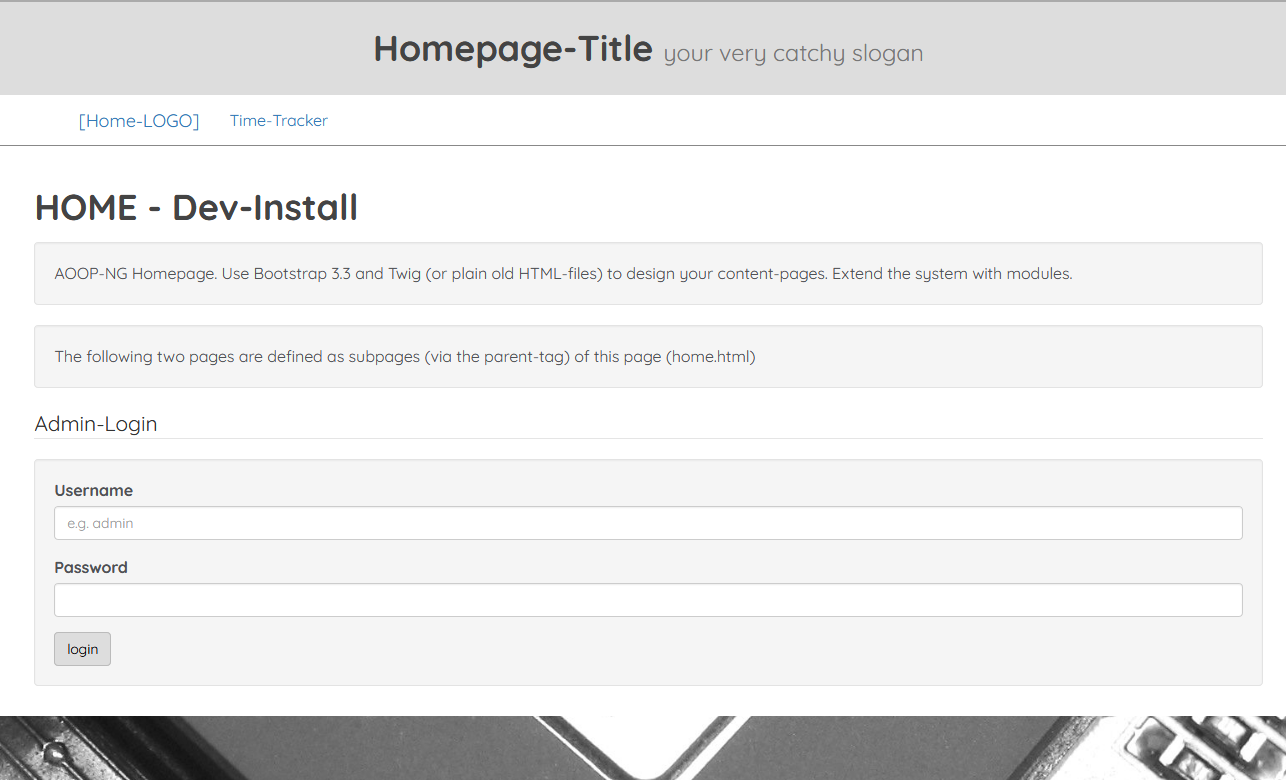 Homepage-Title your very catchy slogan
[Home-LOGO] Time-Tracker
HOME - Dev-Install
AOOP-NG Homepage. Use Bootstrap 3.3 and Twig (or plain old HTML-files) to design your content-pages. Extend the system with modules.
The following two pages are defined as subpages (via the parent-tag) of this page (home.html)
Admin-Login
Username
e.g. admin
Password
login